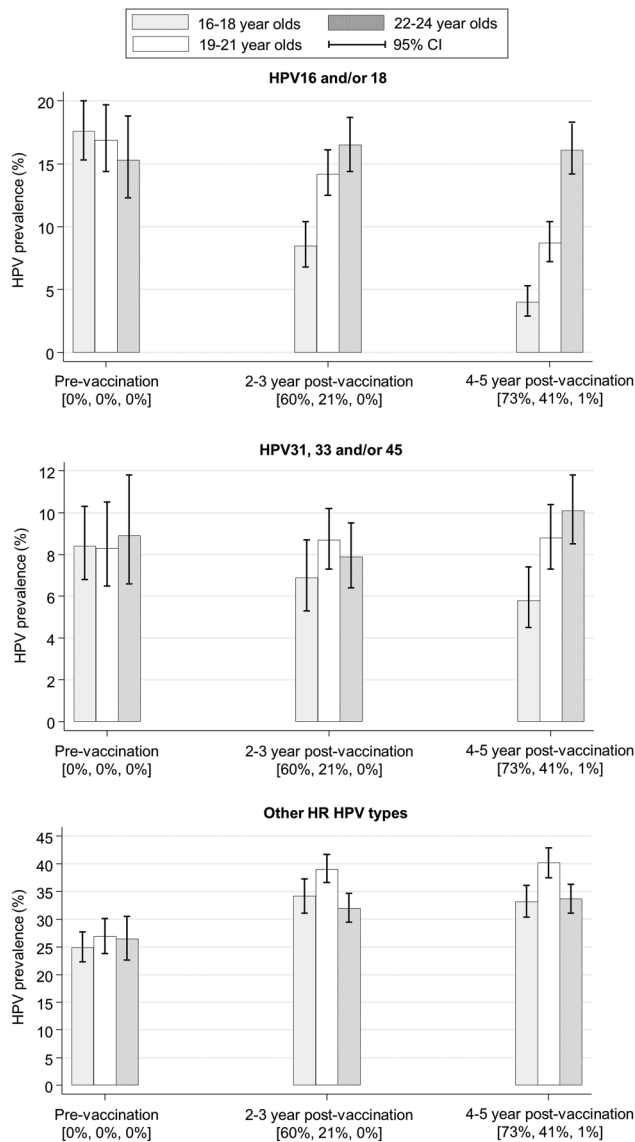 16-18 year olds
22-24 year olds
19-21 year olds
95% CI
HPV16 and/or 18
HPV prevalence (%)
20
15
10
5
0
Pre-vaccination
[0%, 0%, 0%]
2-3 year post-vaccination
[60%, 21%, 0%]
4-5 year post-vaccination
[73%, 41%, 1%]
HPV31, 33 and/or 45
HPV prevalence (%)
12
10
8
6
4
2
0
Pre-vaccination
[0%, 0%, 0%]
2-3 year post-vaccination
[60%, 21%, 0%]
4-5 year post-vaccination
[73%, 41%, 1%]
Other HR HPV types
HPV prevalence (%)
45
40
35
30
25
20
15
10
5
0
Pre-vaccination
[0%, 0%, 0%]
2-3 year post-vaccination
[60%, 21%, 0%]
4-5 year post-vaccination
[73%, 41%, 1%]